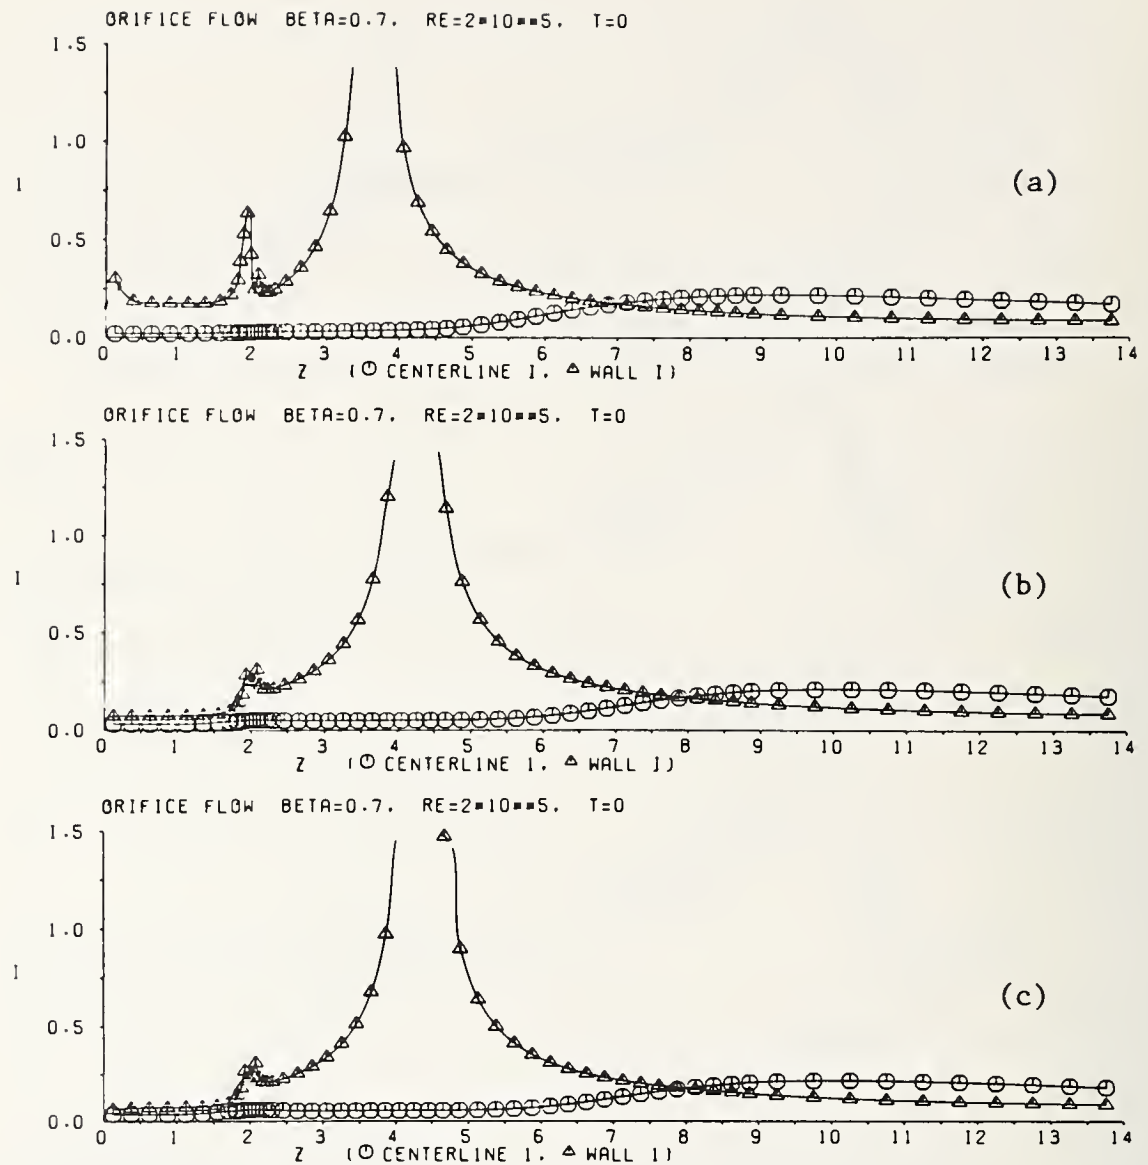 ORIFICE FLOW BETA=0.7, RE=2*10**5, T=0
1.5
1.0
I
(a)
0.5
0.0
0 1 2 3 4 5 6 7 8 9 10 11 12 13 14
Z (⊙ CENTERLINE I, △ WALL I)
ORIFICE FLOW BETA=0.7, RE=2*10**5, T=0
1.5
1.0
I
(b)
0.5
0.0
0 1 2 3 4 5 6 7 8 9 10 11 12 13 14
Z (⊙ CENTERLINE I, △ WALL I)
ORIFICE FLOW BETA=0.7, RE=2*10**5, T=0
1.5
1.0
I
(c)
0.5
0.0
0 1 2 3 4 5 6 7 8 9 10 11 12 13 14
Z (⊙ CENTERLINE I, △ WALL I)